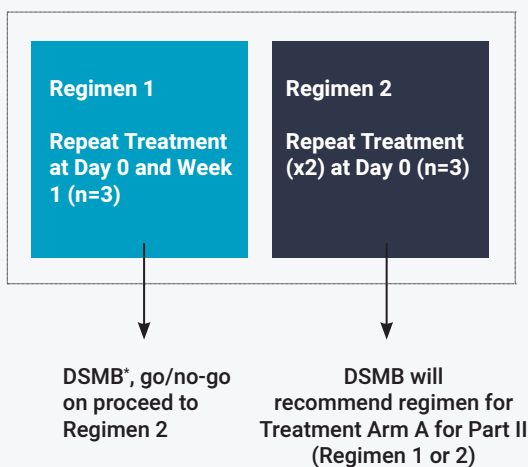 Regimen 1
Repeat Treatment
at Day 0 and Week
1 (n=3)
Regimen 2
Repeat Treatment
(x2) at Day 0 (n=3)
DSMB*, go/no-go
on proceed to
Regimen 2
DSMB will
recommend regimen for
Treatment Arm A for Part II
(Regimen 1 or 2)